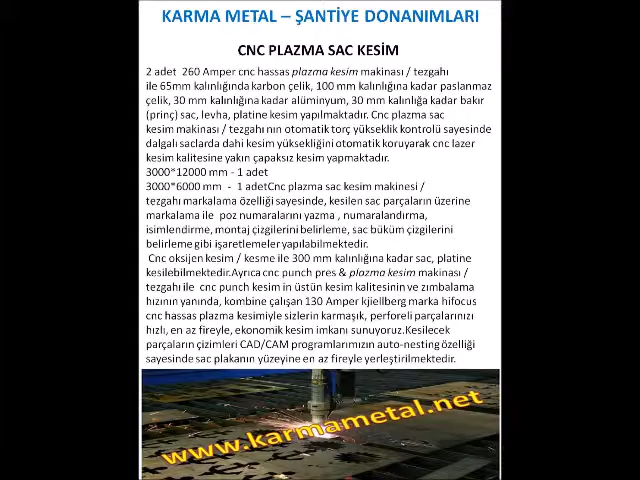 KARMA METAL – ŞANTİYE DONANIMLARI
CNC PLAZMA SAC KESİM
2 adet  260 Amper cnc hassas plazma kesim makinası / tezgahı
ile 65mm kalınlığında karbon çelik, 100 mm kalınlığına kadar paslanmaz
çelik, 30 mm kalınlığına kadar alüminyum, 30 mm kalınlığa kadar bakır
(prinç) sac, levha, platine kesim yapılmaktadır. Cnc plazma sac
kesim makinası / tezgahı nın otomatik torç yükseklik kontrolü sayesinde
dalgalı saclarda dahi kesim yüksekliğini otomatik koruyarak cnc lazer
kesim kalitesine yakın çapaksız kesim yapmaktadır.
3000*12000 mm - 1 adet
3000*6000 mm  -  1 adetCnc plazma sac kesim makinesi /
tezgahı markalama özelliği sayesinde, kesilen sac parçaların üzerine
markalama ile  poz numaralarını yazma , numaralandırma,
isimlendirme, montaj çizgilerini belirleme, sac büküm çizgilerini
belirleme gibi işaretlemeler yapılabilmektedir.
Cnc oksijen kesim / kesme ile 300 mm kalınlığına kadar sac, platine
kesilebilmektedir.Ayrıca cnc punch pres & plazma kesim makinası /
tezgahı ile  cnc punch kesim in üstün kesim kalitesinin ve zımbalama
hızının yanında, kombine çalışan 130 Amper kjiellberg marka hifocus
cnc hassas plazma kesimiyle sizlerin karmaşık, perforeli parçalarınızı
hızlı, en az fireyle, ekonomik kesim imkanı sunuyoruz.Kesilecek
parçaların çizimleri CAD/CAM programlarımızın auto-nesting özelliği
sayesinde sac plakanın yüzeyine en az fireyle yerleştirilmektedir.
www.karmametal.net